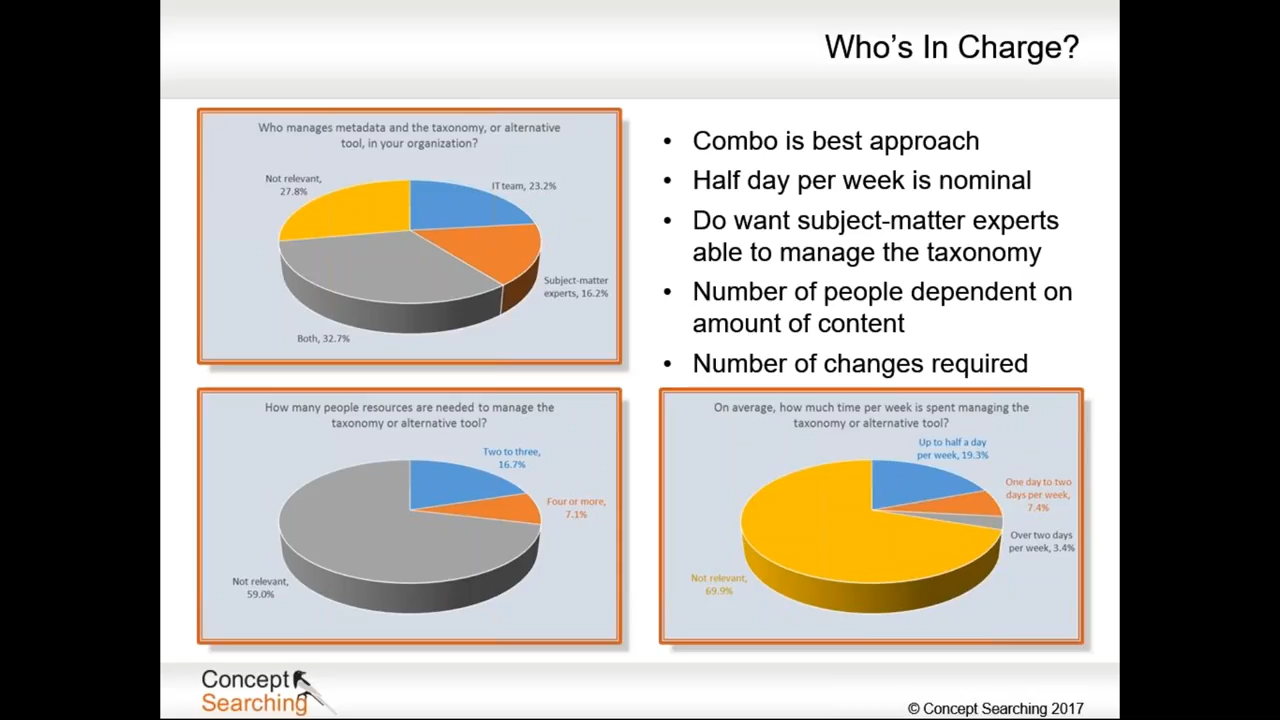 Who's In Charge?
Who manages metadata and the taxonomy, or alternative
tool, in your organization?
Not relevant,
27.8%
IT team, 23.2%
Subject-matter
experts, 16.2%
Both, 32.7%
• Combo is best approach
• Half day per week is nominal
• Do want subject-matter experts
able to manage the taxonomy
• Number of people dependent on
amount of content
• Number of changes required
How many people resources are needed to manage the
taxonomy or alternative tool?
Two to three,
16.7%
Four or more,
7.1%
Not relevant,
59.0%
On average, how much time per week is spent managing the
taxonomy or alternative tool?
Up to half a day
per week, 19.3%
One day to two
days per week,
7.4%
Over two days
per week, 3.4%
Not relevant,
69.9%
Concept
Searching
© Concept Searching 2017